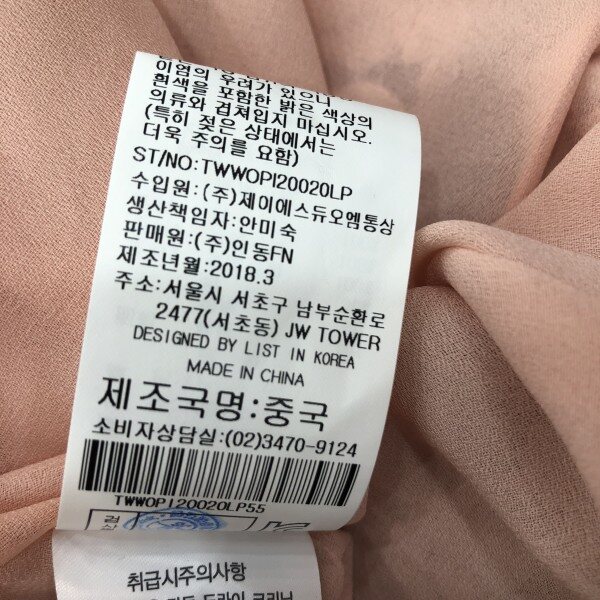 이염의 우려가 있으니
흰색을 포함한 밝은 색상의
의류와 겹쳐입지 마십시오.
(특히 젖은 상태에서는
더욱 주의를 요함)
ST/NO:TWWOPI20020LP
수입원:(주)제이에스듀오엠통상
생산책임자:안미숙
판매원:(주)인동FN
제조년월:2018.3
주소:서울시 서초구 남부순환로
2477(서초동) JW TOWER
DESIGNED BY LIST IN KOREA
MADE IN CHINA
제조국명:중국
소비자상담실:(02)3470-9124
TWWOPI20020LP55
검
취급시주의사항